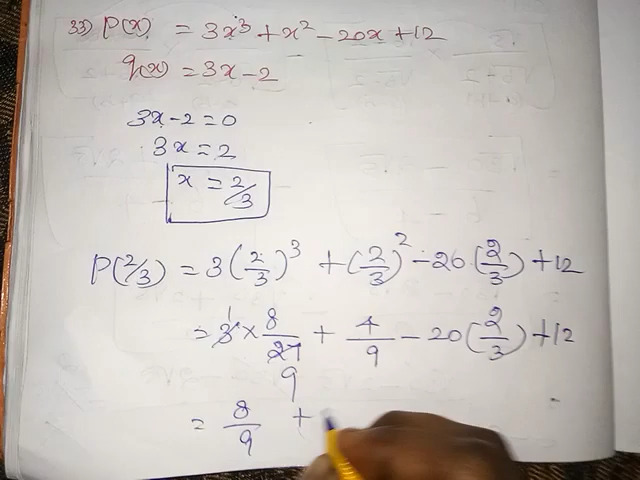 33) P(x) = 3x³ + x² - 20x + 12
q(x) = 3x - 2
3x - 2 = 0
3x = 2
x = 2/3
P(2/3) = 3(2/3)³ + (2/3)² - 20(2/3) + 12
= 3 1 × 8/27 9 + 4/9 - 20(2/3) + 12
= 8/9 +